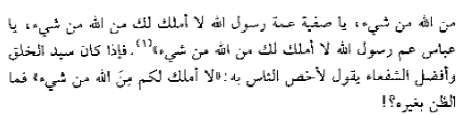 من الله من شيء، يا صفية عمة رسول الله لا أملك لك من الله من شيء، يا
عباس عم رسول الله لا أملك لك من الله من شيء»(١). فإذا كان سيد الخلق
وأفضل الشفعاء يقول لأخص الناس به: «لا أملك لكم مِنَ الله من شيء» فما
الظن بغيره؟!